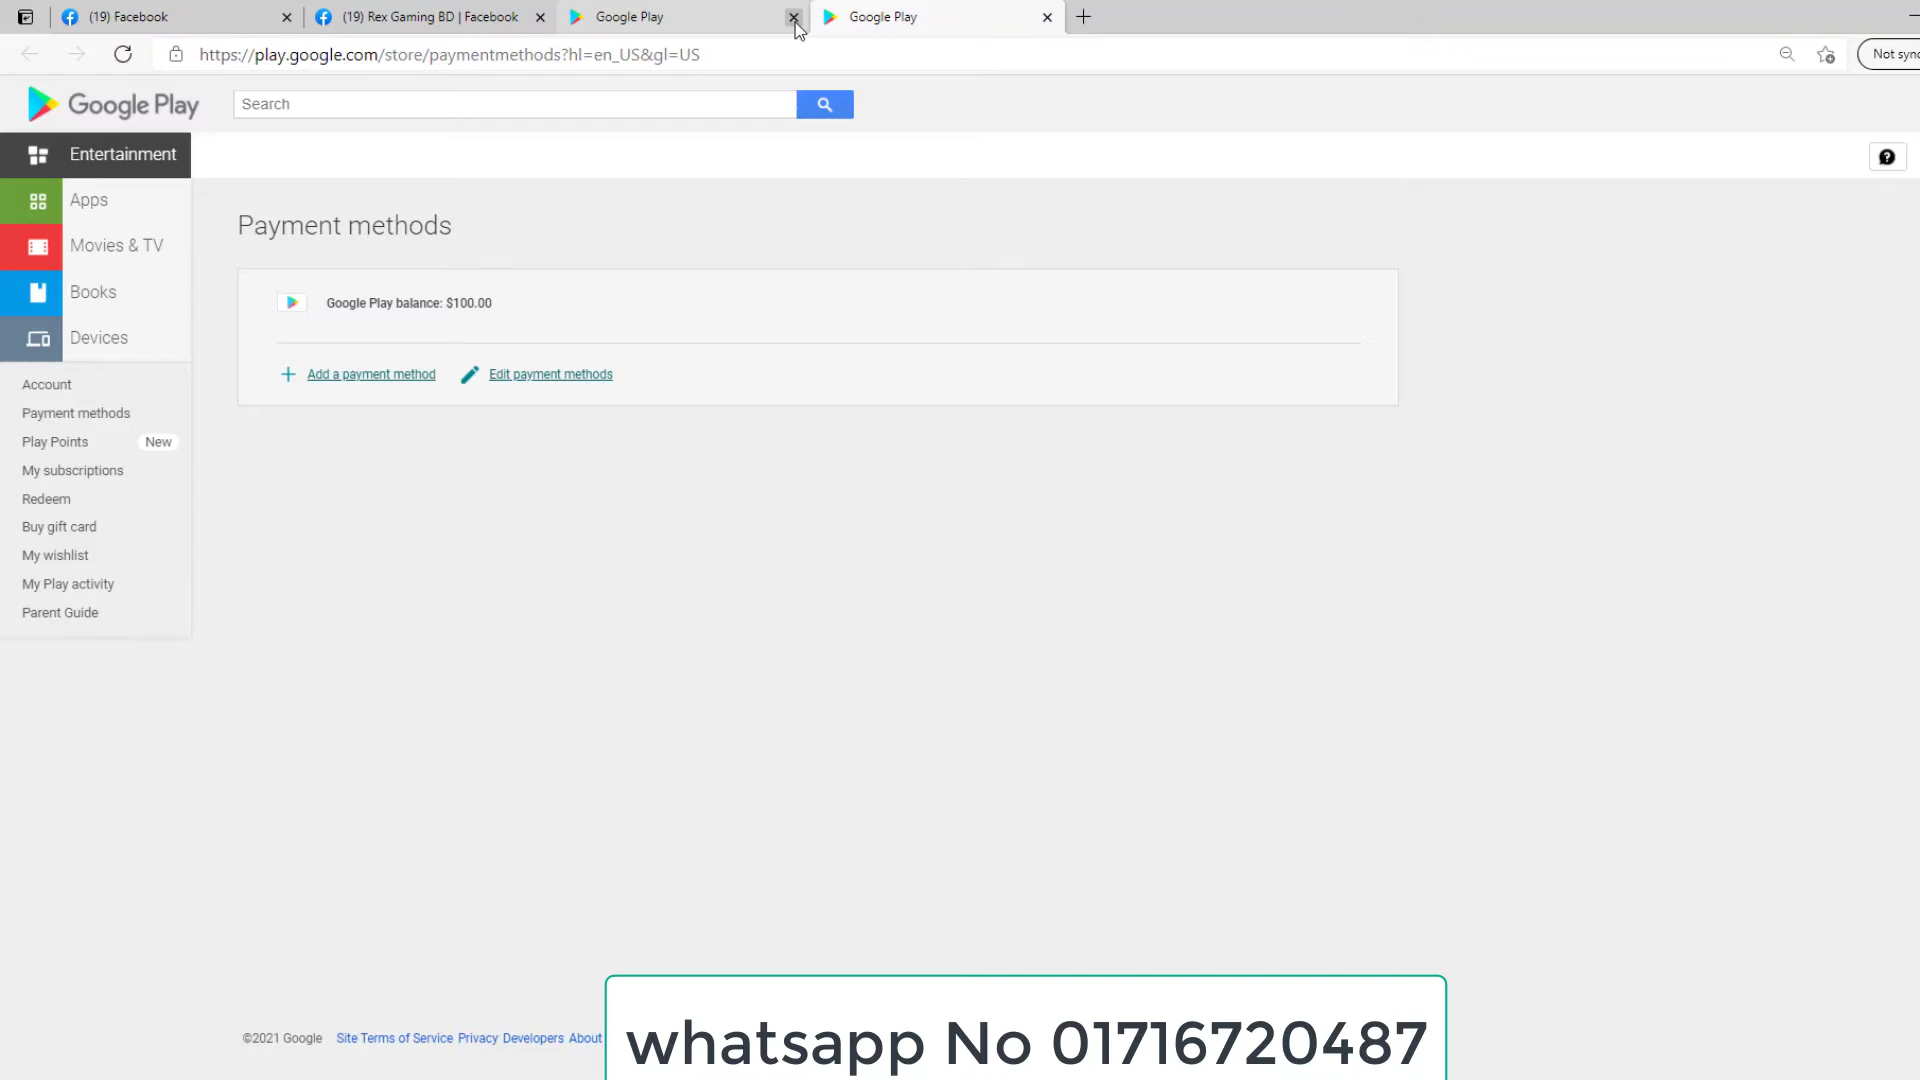 (19) Facebook
(19) Rex Gaming BD | Facebook
Google Play
Google Play
https://play.google.com/store/paymentmethods?hl=en_US&gl=US
Not sync
Google Play
Search
Entertainment
Apps
Movies & TV
Books
Devices
Account
Payment methods
Play Points New
My subscriptions
Redeem
Buy gift card
My wishlist
My Play activity
Parent Guide
Payment methods
Google Play balance: $100.00
Add a payment method
Edit payment methods
©2021 Google Site Terms of Service Privacy Developers About
whatsapp No 01716720487